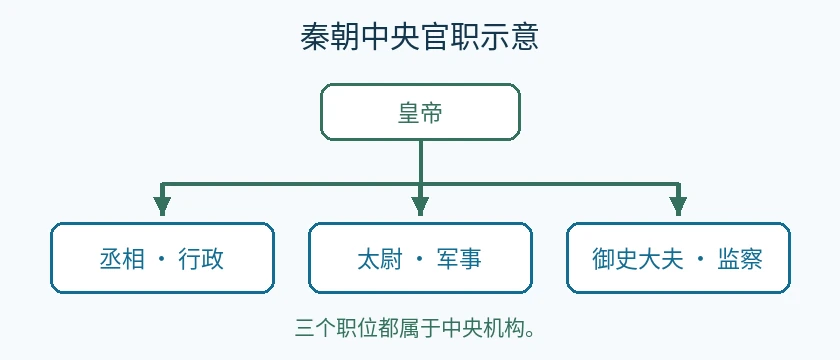 秦朝中央官职示意
皇帝
丞相 · 行政
太尉 · 军事
御史大夫 · 监察
三个职位都属于中央机构。